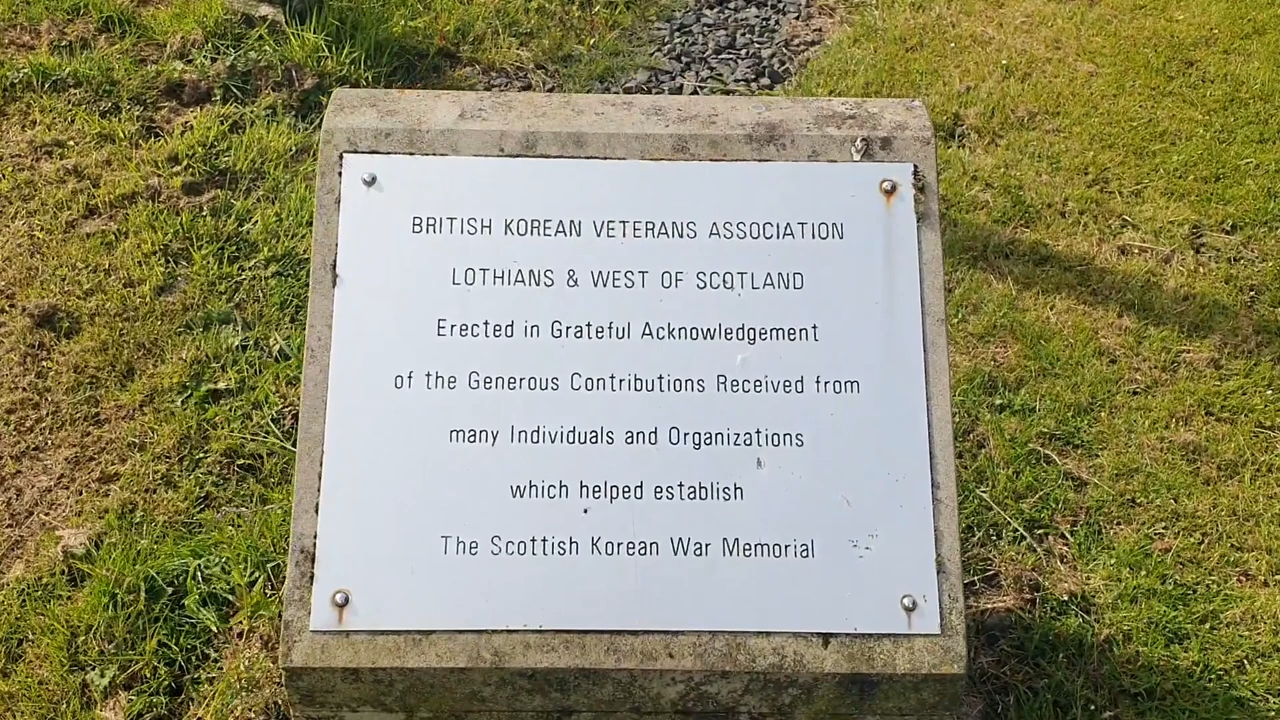 BRITISH KOREAN VETERANS ASSOCIATION
LOTHIANS & WEST OF SCOTLAND
Erected in Grateful Acknowledgement
of the Generous Contributions Received from
many Individuals and Organizations
which helped establish
The Scottish Korean War Memorial